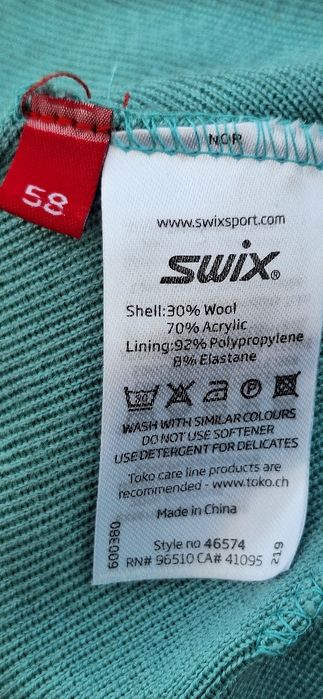 58
NOR
www.swixsport.com
SWIX®
Shell:30% Wool
70% Acrylic
Lining:92% Polypropylene
8% Elastane
30 A P
WASH WITH SIMILAR COLOURS
DO NOT USE SOFTENER
USE DETERGENT FOR DELICATES
Toko care line products are
recommended - www.toko.ch
Made in China
600380
Style no 46574
RN# 96510 CA# 41095
219